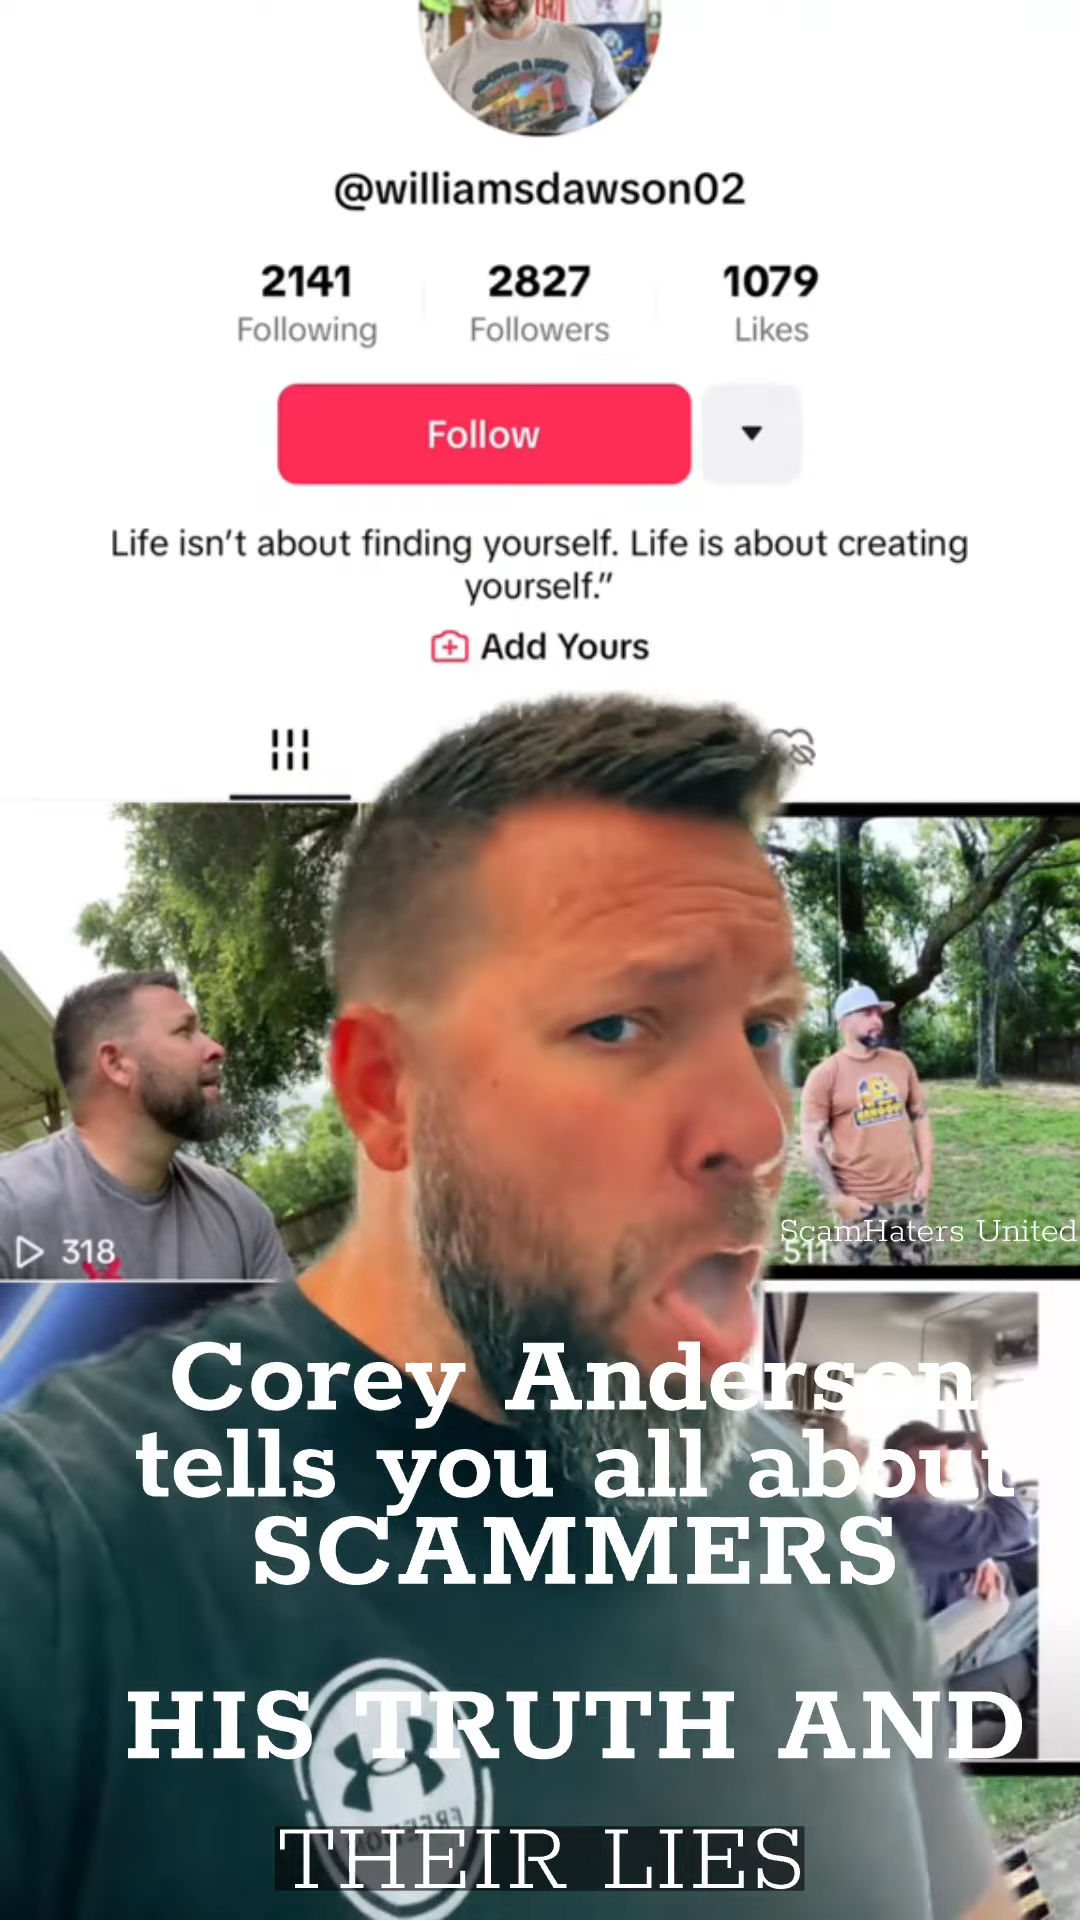 @williamsdawson02
2141 2827 1079
Following Followers Likes
Follow
Life isn't about finding yourself. Life is about creating
yourself.”
Add Yours
318
511
ScamHaters United
Corey Anderson
tells you all about
SCAMMERS
HIS TRUTH AND
THEIR LIES